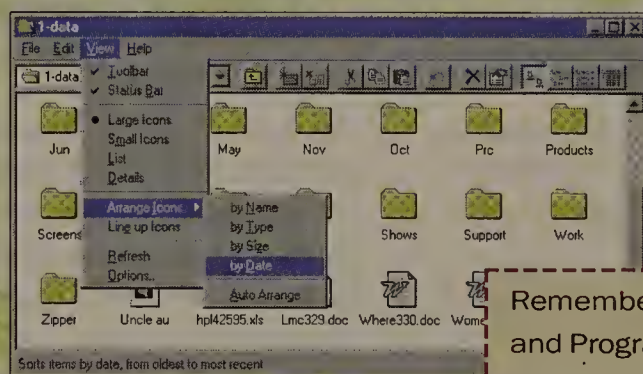 1-data
File Edit View Help
1-data
Toolbar
Status Bar
Large Icons
Small Icons
List
Details
Arrange Icons
Line up Icons
Refresh
Options...
by Name
by Type
by Size
by Date
Auto Arrange
Jun May Nov Oct Prc Products
Screens Shows Support Work
Zipper Uncle au hpl42595.xls Lmc329.doc Where330.doc
Sorts items by date, from oldest to most recent
Remembe
and Progra